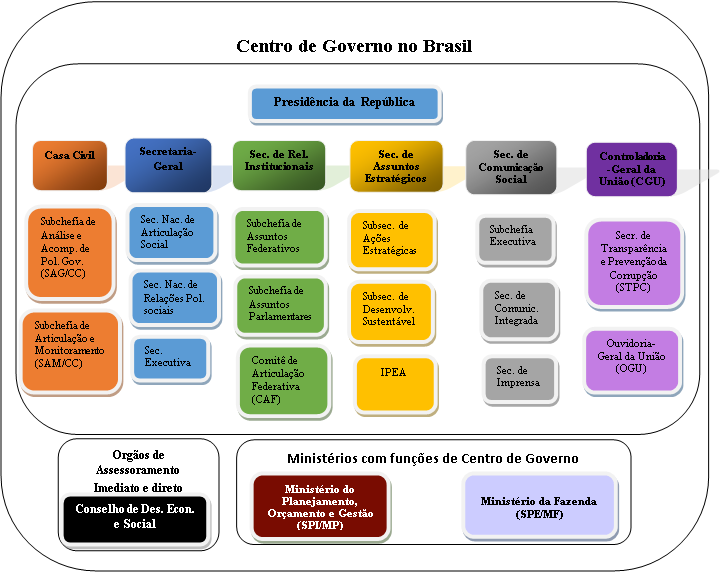 Centro de Governo no Brasil
Presidência da República
Casa Civil
Secretaria-
Geral
Sec. de Rel.
Institucionais
Sec. de
Assuntos
Estratégicos
Sec. de
Comunicação
Social
Controladoria
-Geral da
União (CGU)
Subchefia de
Análise e
Acomp. de
Pol. Gov.
(SAG/CC)
Subchefia de
Articulação e
Monitoramento
(SAM/CC)
Sec. Nac. de
Articulação
Social
Sec. Nac. de
Relações Pol.
sociais
Sec.
Executiva
Subchefia de
Assuntos
Federativos
Subchefia de
Assuntos
Parlamentares
Comitê de
Articulação
Federativa
(CAF)
Subsec. de
Ações
Estratégicas
Subsec. de
Desenvolv.
Sustentável
IPEA
Subchefia
Executiva
Sec. de
Comunic.
Integrada
Sec. de
Imprensa
Secr. de
Transparência
e Prevenção da
Corrupção
(STPC)
Ouvidoria-
Geral da União
(OGU)
Orgãos de
Assessoramento
Imediato e direto
Conselho de Des. Econ.
e Social
Ministérios com funções de Centro de Governo
Ministério do
Planejamento,
Orçamento e Gestão
(SPI/MP)
Ministério da Fazenda
(SPE/MF)